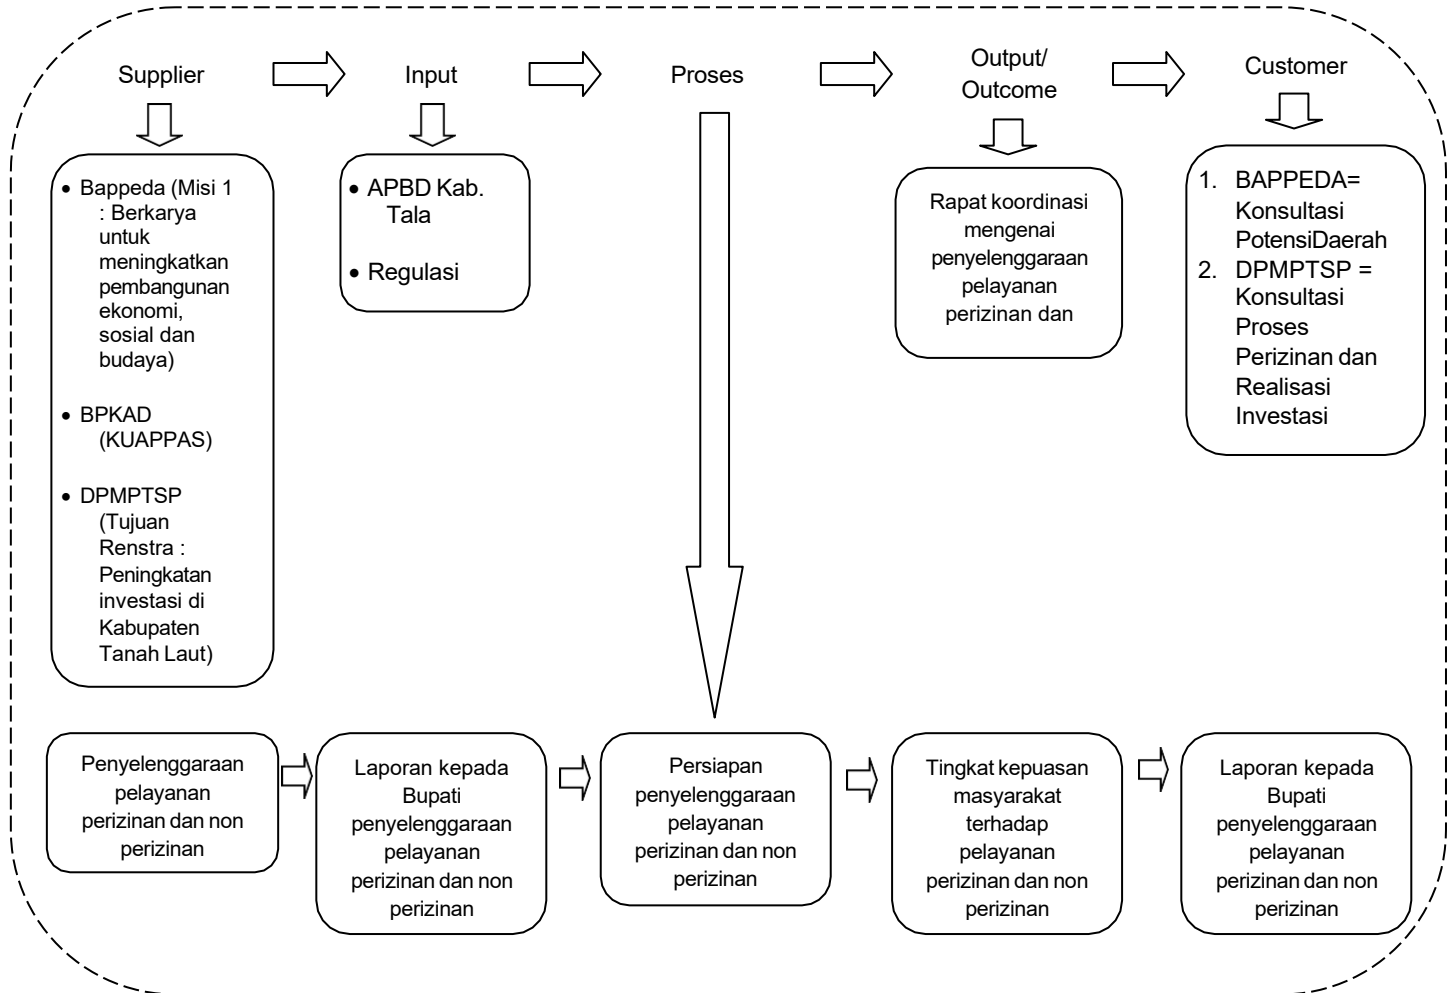 Supplier
Input
Proses
Output/
Outcome
Customer
• Bappeda (Misi 1
: Berkarya
untuk
meningkatkan
pembangunan
ekonomi,
sosial dan
budaya)
• BPKAD
(KUAPPAS)
• DPMPTSP
(Tujuan
Renstra :
Peningkatan
investasi di
Kabupaten
Tanah Laut)
• APBD Kab.
Tala
• Regulasi
Rapat koordinasi
mengenai
penyelenggaraan
pelayanan
perizinan dan
1. BAPPEDA=
Konsultasi
PotensiDaerah
2. DPMPTSP =
Konsultasi
Proses
Perizinan dan
Realisasi
Investasi
Penyelenggaraan
pelayanan
perizinan dan non
perizinan
Laporan kepada
Bupati
penyelenggaraan
pelayanan
perizinan dan non
perizinan
Persiapan
penyelenggaraan
pelayanan
perizinan dan non
perizinan
Tingkat kepuasan
masyarakat
terhadap
pelayanan
perizinan dan non
perizinan
Laporan kepada
Bupati
penyelenggaraan
pelayanan
perizinan dan non
perizinan